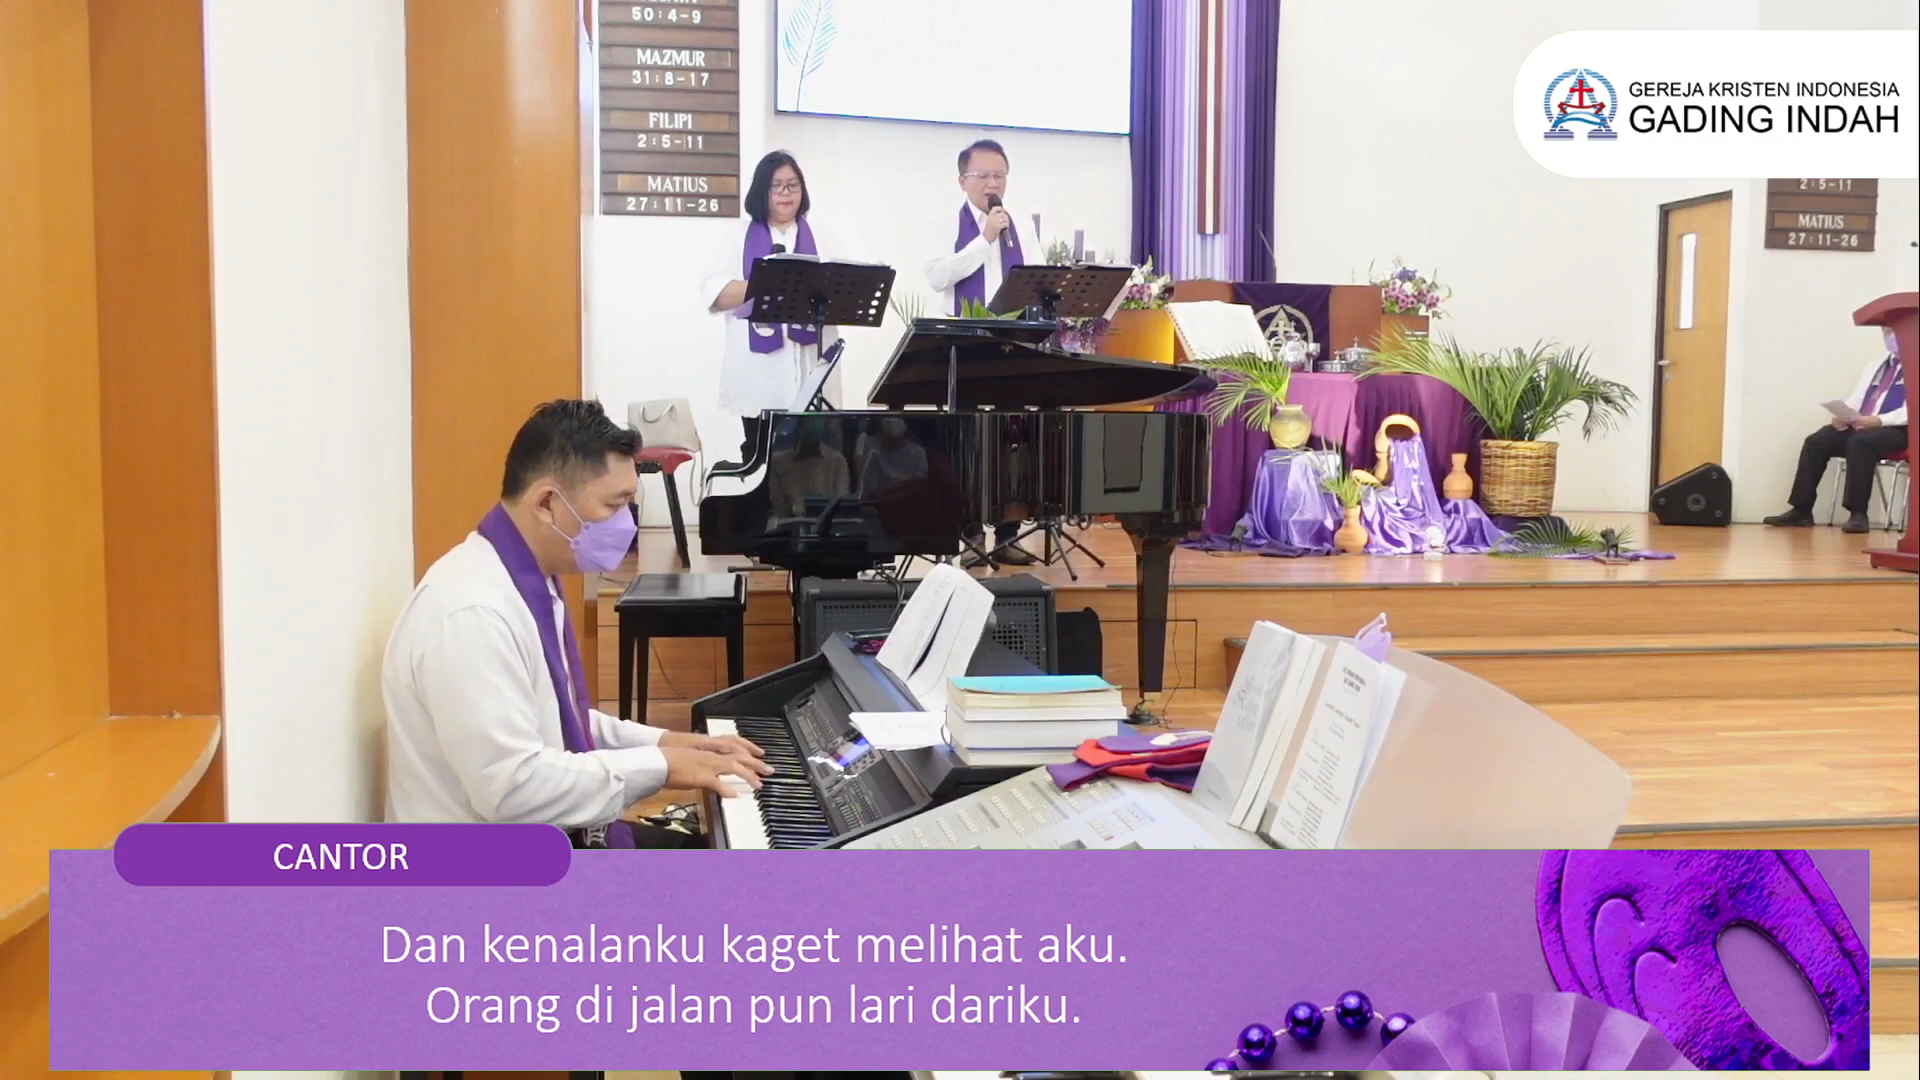 50:4-9
MAZMUR
31:8-17
FILIPI
2:5-11
MATIUS
27:11-26
GEREJA KRISTEN INDONESIA
GADING INDAH
2:5-11
MATIUS
27:11-26
CANTOR
Dan kenalanku kaget melihat aku.
Orang di jalan pun lari dariku.